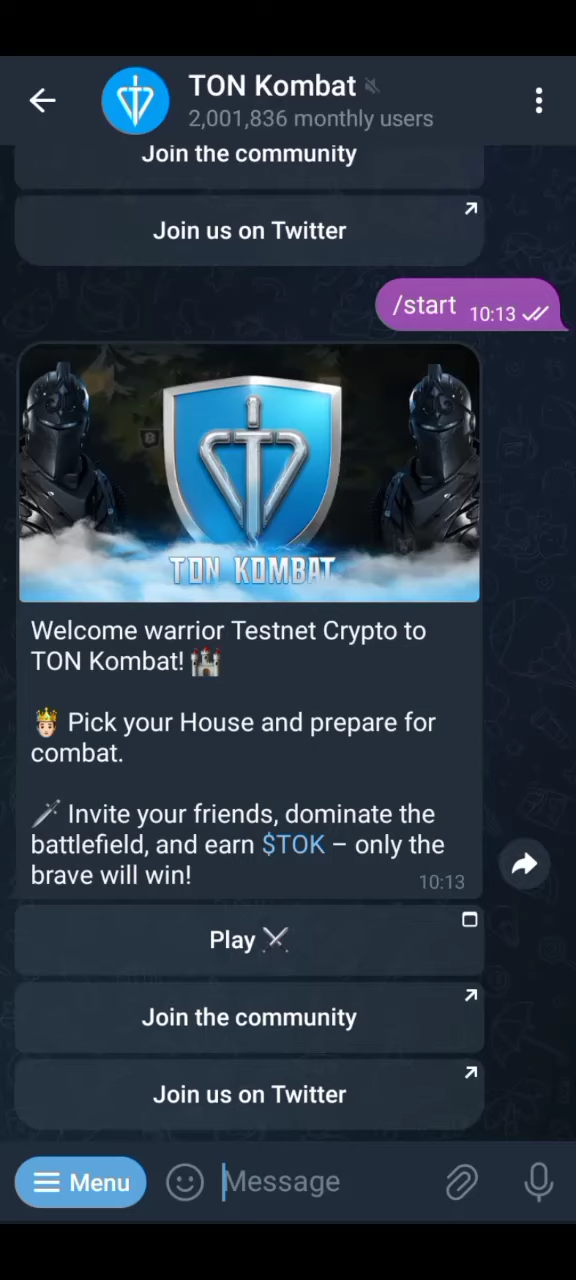 TON Kombat
2,001,836 monthly users
Join the community
Join us on Twitter
/start 10:13
TON KOMBAT
Welcome warrior Testnet Crypto to
TON Kombat! 🏰
🤴 Pick your House and prepare for
combat.
🗡 Invite your friends, dominate the
battlefield, and earn $TOK – only the
brave will win!
10:13
Play ⚔
Join the community
Join us on Twitter
Menu
Message